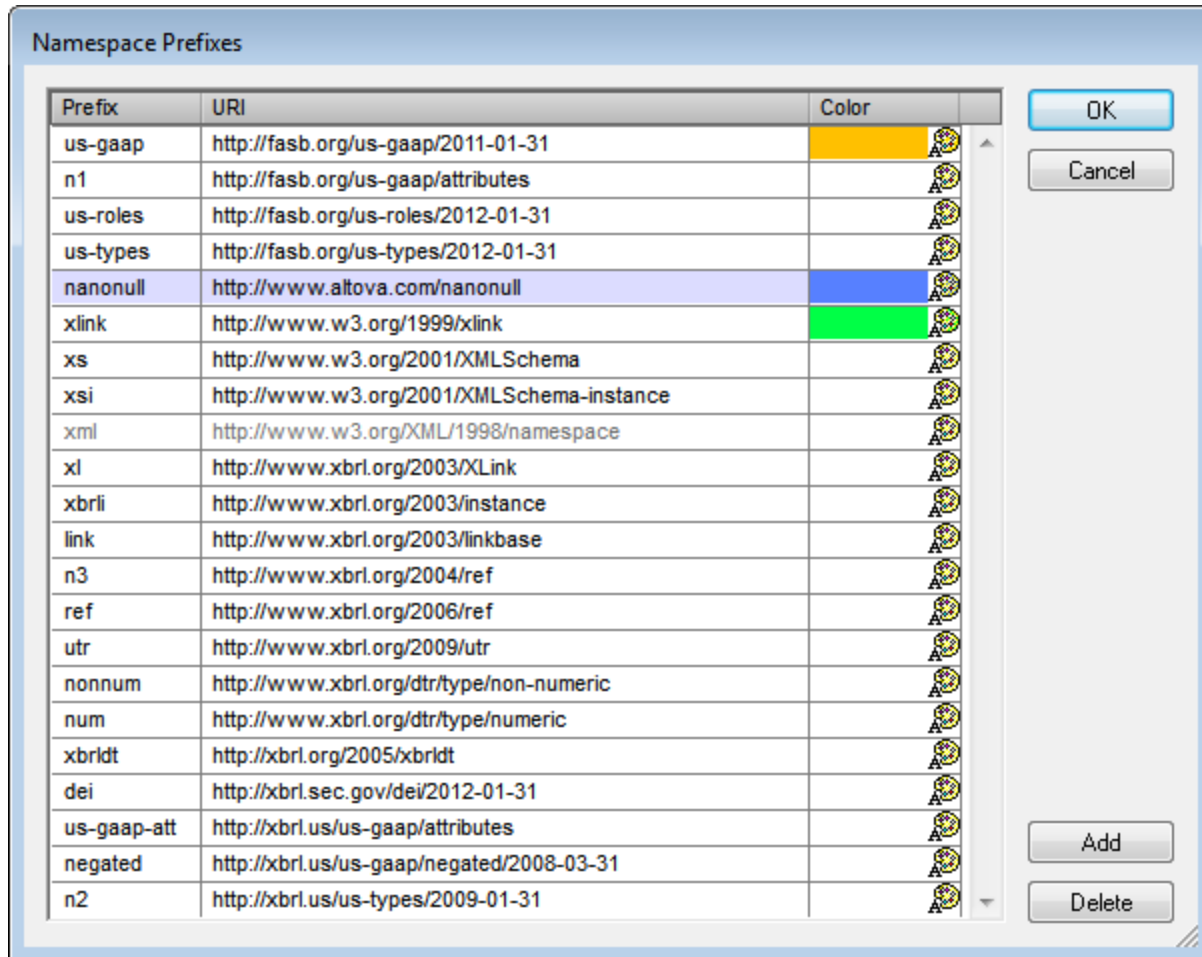 Namespace Prefixes
Prefix URI Color
OK
us-gaap http://fasb.org/us-gaap/2011-01-31
n1 http://fasb.org/us-gaap/attributes
Cancel
us-roles http://fasb.org/us-roles/2012-01-31
us-types http://fasb.org/us-types/2012-01-31
nanonull http://www.altova.com/nanonull
xlink http://www.w3.org/1999/xlink
xs http://www.w3.org/2001/XMLSchema
xsi http://www.w3.org/2001/XMLSchema-instance
xml http://www.w3.org/XML/1998/namespace
xl http://www.xbrl.org/2003/XLink
xbrli http://www.xbrl.org/2003/instance
link http://www.xbrl.org/2003/linkbase
n3 http://www.xbrl.org/2004/ref
ref http://www.xbrl.org/2006/ref
utr http://www.xbrl.org/2009/utr
nonnum http://www.xbrl.org/dtr/type/non-numeric
num http://www.xbrl.org/dtr/type/numeric
xbrldt http://xbrl.org/2005/xbrldt
dei http://xbrl.sec.gov/dei/2012-01-31
us-gaap-att http://xbrl.us/us-gaap/attributes
Add
negated http://xbrl.us/us-gaap/negated/2008-03-31
n2 http://xbrl.us/us-types/2009-01-31
Delete